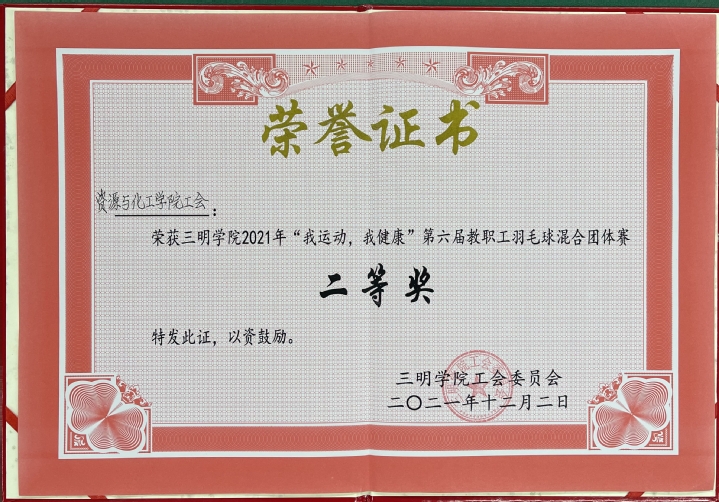 荣誉证书
资源与化工学院工会：
荣获三明学院2021年“我运动，我健康”第六届教职工羽毛球混合团体赛
二等奖
特发此证，以资鼓励。
三明学院工会委员会
二〇二一年十二月二日